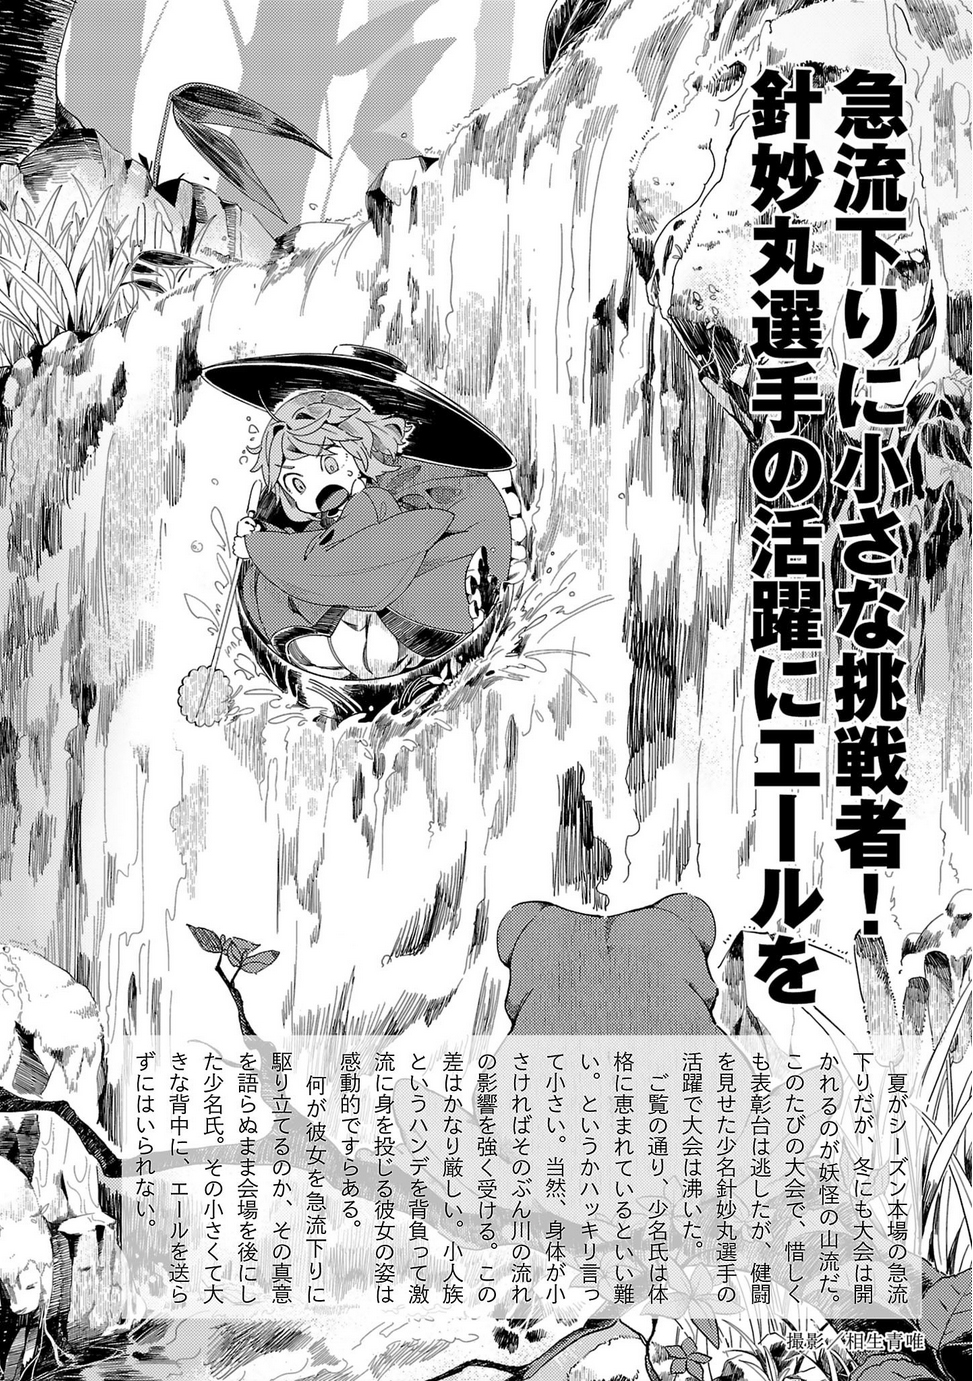 急流下りに小さな挑戦者！
針妙丸選手の活躍にエールを
　夏がシーズン本場の急流
下りだが、冬にも大会は開
かれるのが妖怪の山流だ。
このたびの大会で、惜しく
も表彰台は逃したが、健闘
を見せた少名針妙丸選手の
活躍で大会は沸いた。
　ご覧の通り、少名氏は体
格に恵まれているとい難
い。というかハッキリ言っ
て小さい。当然、身体が小
さければそのぶん川の流れ
の影響を強く受ける。この
差はかなり厳しい。小人族
というハンデを背負って激
流に身を投じる彼女の姿は
感動的ですらある。
　何が彼女を急流下りに
駆り立てるのか、その真意
を語らぬまま会場を後にし
た少名氏。その小さくて大
きな背中に、エールを送ら
ずにはいられない。
撮影／相生青唯